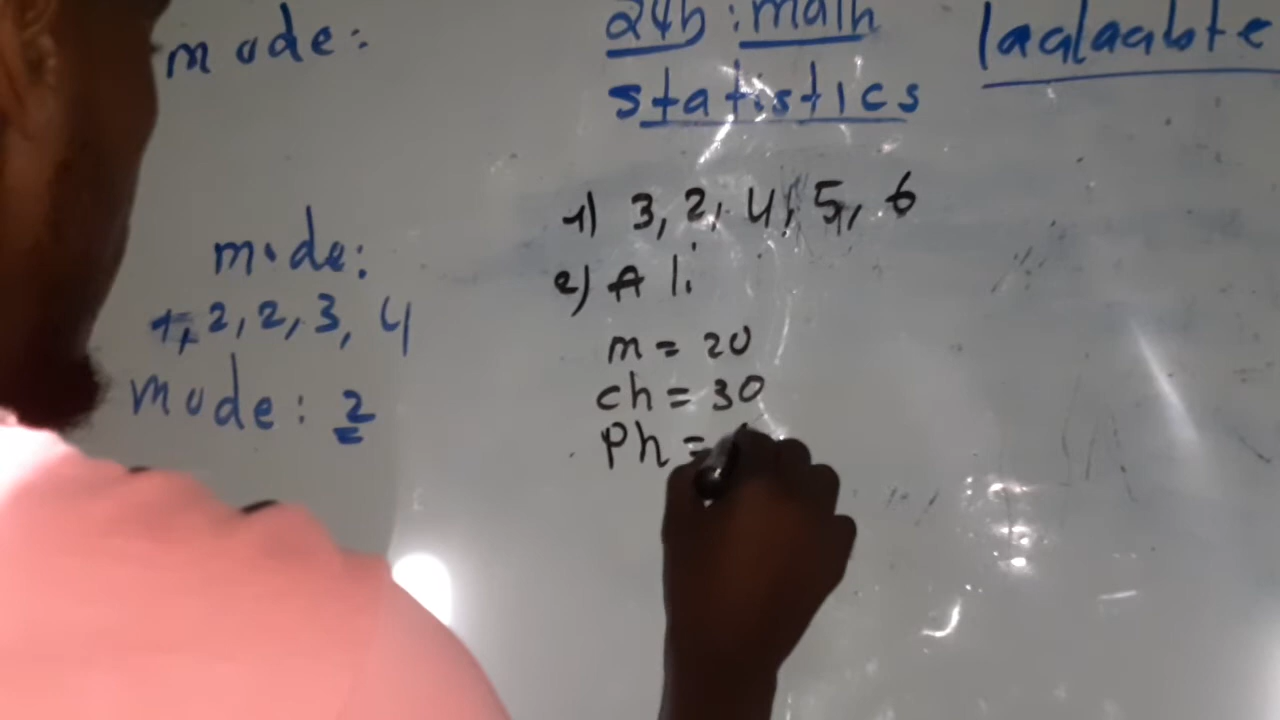 mode:
24b : math
statistics
laalaabte
mode:
1, 2, 2, 3, 4
mode: 2
1) 3, 2, 4, 5, 6
2) Ali
m = 20
ch = 30
Ph =